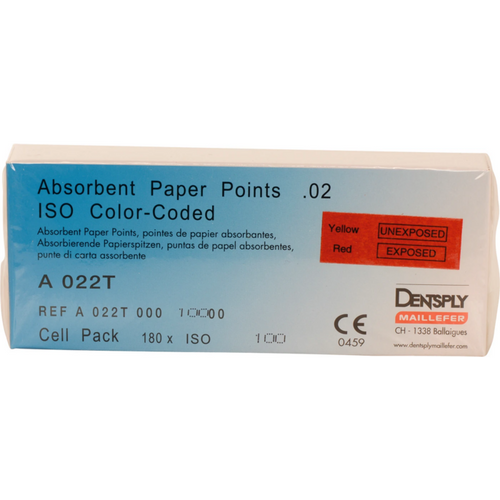 Absorbent Paper Points .02
ISO Color-Coded
Absorbent Paper Points, pointes de papier absorbantes,
Absorbierende Papierspitzen, puntas de papel absorbentes,
punte di carta assorbente
A 022T
REF A 022T 000 10000
Cell Pack 180 x ISO 100
Yellow UNEXPOSED
Red EXPOSED
CE
0459
DENTSPLY
MAILLEFER
CH - 1338 Ballaigues
www.dentsplymaillefer.com